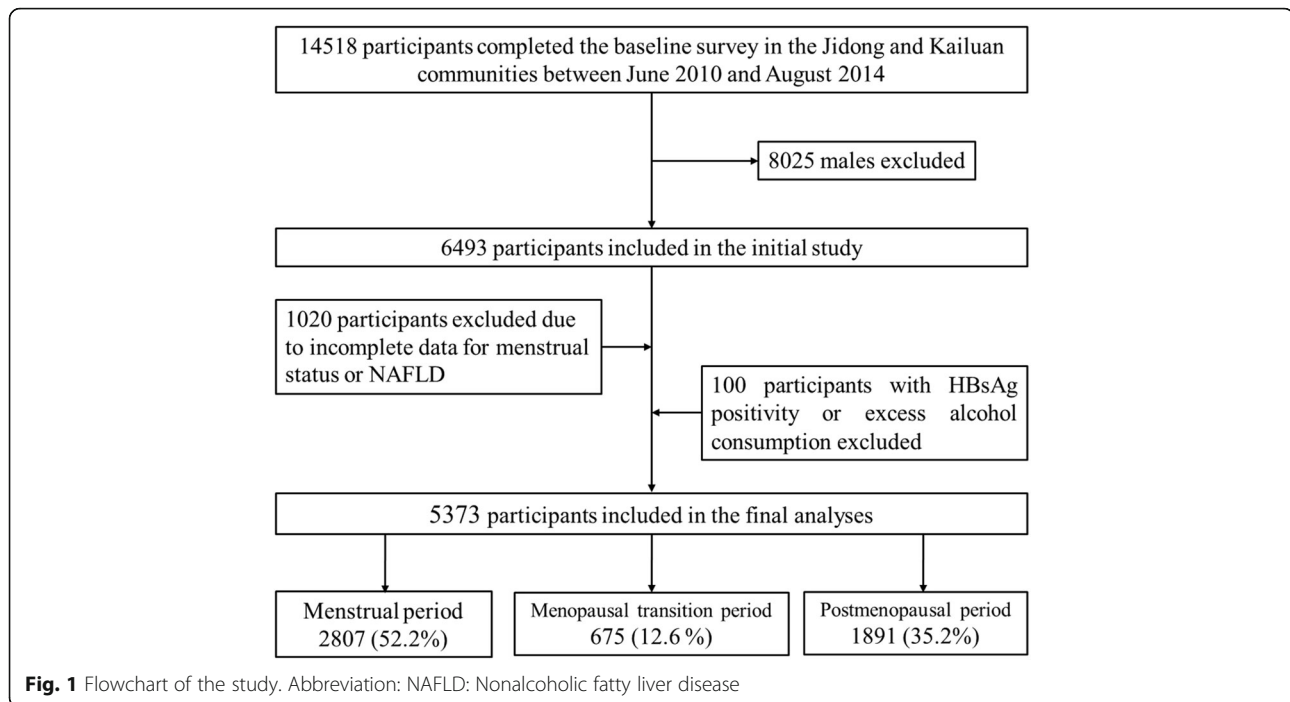 14518 participants completed the baseline survey in the Jidong and Kailuan
communities between June 2010 and August 2014
8025 males excluded
6493 participants included in the initial study
1020 participants excluded due
to incomplete data for menstrual
status or NAFLD
100 participants with HBsAg
positivity or excess alcohol
consumption excluded
5373 participants included in the final analyses
Menstrual period
2807 (52.2%)
Menopausal transition period
675 (12.6 %)
Postmenopausal period
1891 (35.2%)
Fig. 1 Flowchart of the study. Abbreviation: NAFLD: Nonalcoholic fatty liver disease